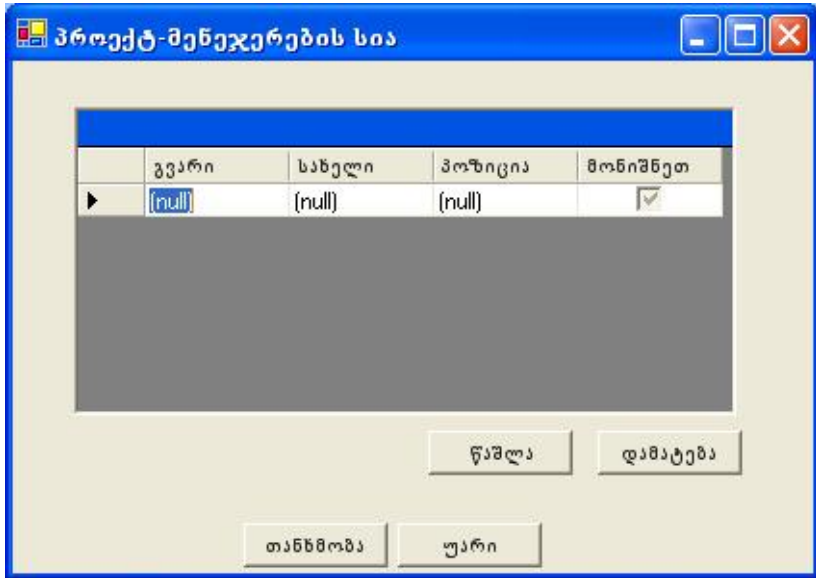 პროექტ-მენეჯერების სია
გვარი სახელი პოზიცია მონიშნეთ
(null) (null) (null)
წაშლა დამატება
თანხმობა უარი